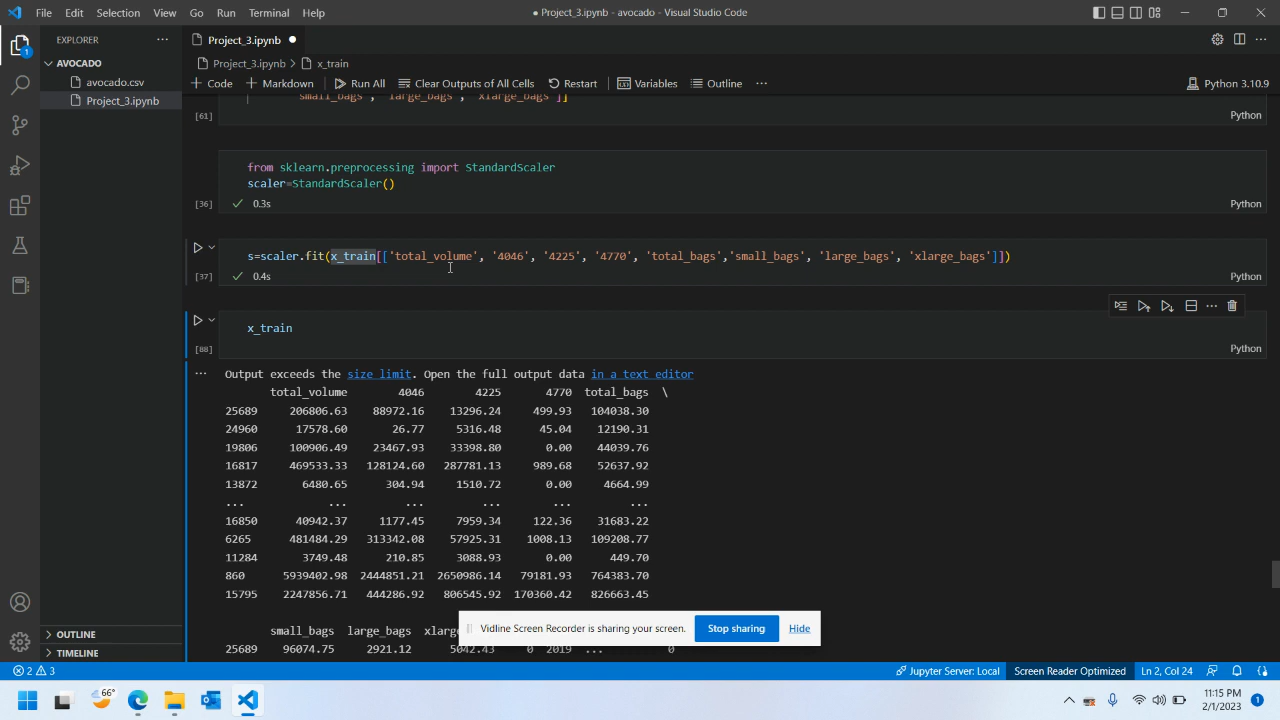 File Edit Selection View Go Run Terminal Help
● Project_3.ipynb - avocado - Visual Studio Code
EXPLORER
AVOCADO
avocado.csv
Project_3.ipynb
OUTLINE
TIMELINE
1
Project_3.ipynb ●
Project_3.ipynb > x_train
+ Code + Markdown Run All Clear Outputs of All Cells Restart Variables Outline ... Python 3.10.9
'small_bags', 'large_bags', 'xlarge_bags']]
[61] Python
from sklearn.preprocessing import StandardScaler
scaler=StandardScaler()
[36] 0.3s Python
s=scaler.fit(x_train[['total_volume', '4046', '4225', '4770', 'total_bags','small_bags', 'large_bags', 'xlarge_bags']])
[37] 0.4s Python
x_train
[88] Python
... Output exceeds the size limit. Open the full output data in a text editor
total_volume 4046 4225 4770 total_bags \
25689 206806.63 88972.16 13296.24 499.93 104038.30
24960 17578.60 26.77 5316.48 45.04 12190.31
19806 100906.49 23467.93 33398.80 0.00 44039.76
16817 469533.33 128124.60 287781.13 989.68 52637.92
13872 6480.65 304.94 1510.72 0.00 4664.99
... ... ... ... ... ...
16850 40942.37 1177.45 7959.34 122.36 31683.22
6265 481484.29 313342.08 57925.31 1008.13 109208.77
11284 3749.48 210.85 3088.93 0.00 449.70
860 5939402.98 2444851.21 2650986.14 79181.93 764383.70
15795 2247856.71 444286.92 806545.92 170360.42 826663.45
small_bags large_bags xlarg
25689 96074.75 2921.12 5042.43 0 2019 ... 0
Vidline Screen Recorder is sharing your screen. Stop sharing Hide
2 3 Jupyter Server: Local Screen Reader Optimized Ln 2, Col 24
66°
11:15 PM
2/1/2023
1